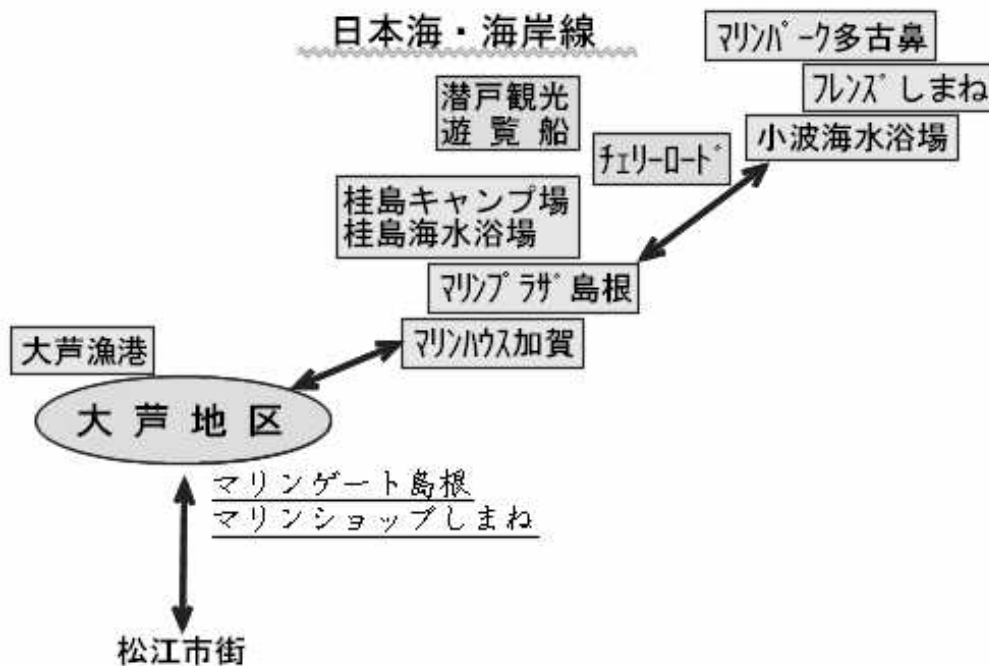 日本海・海岸線
マリンパーク多古鼻
フレンズしまね
潜戸観光
遊覧船
小波海水浴場
チェリーロード
桂島キャンプ場
桂島海水浴場
マリンプラザ島根
マリンハウス加賀
大芦漁港
大芦地区
マリンゲート島根
マリンショップしまね
松江市街